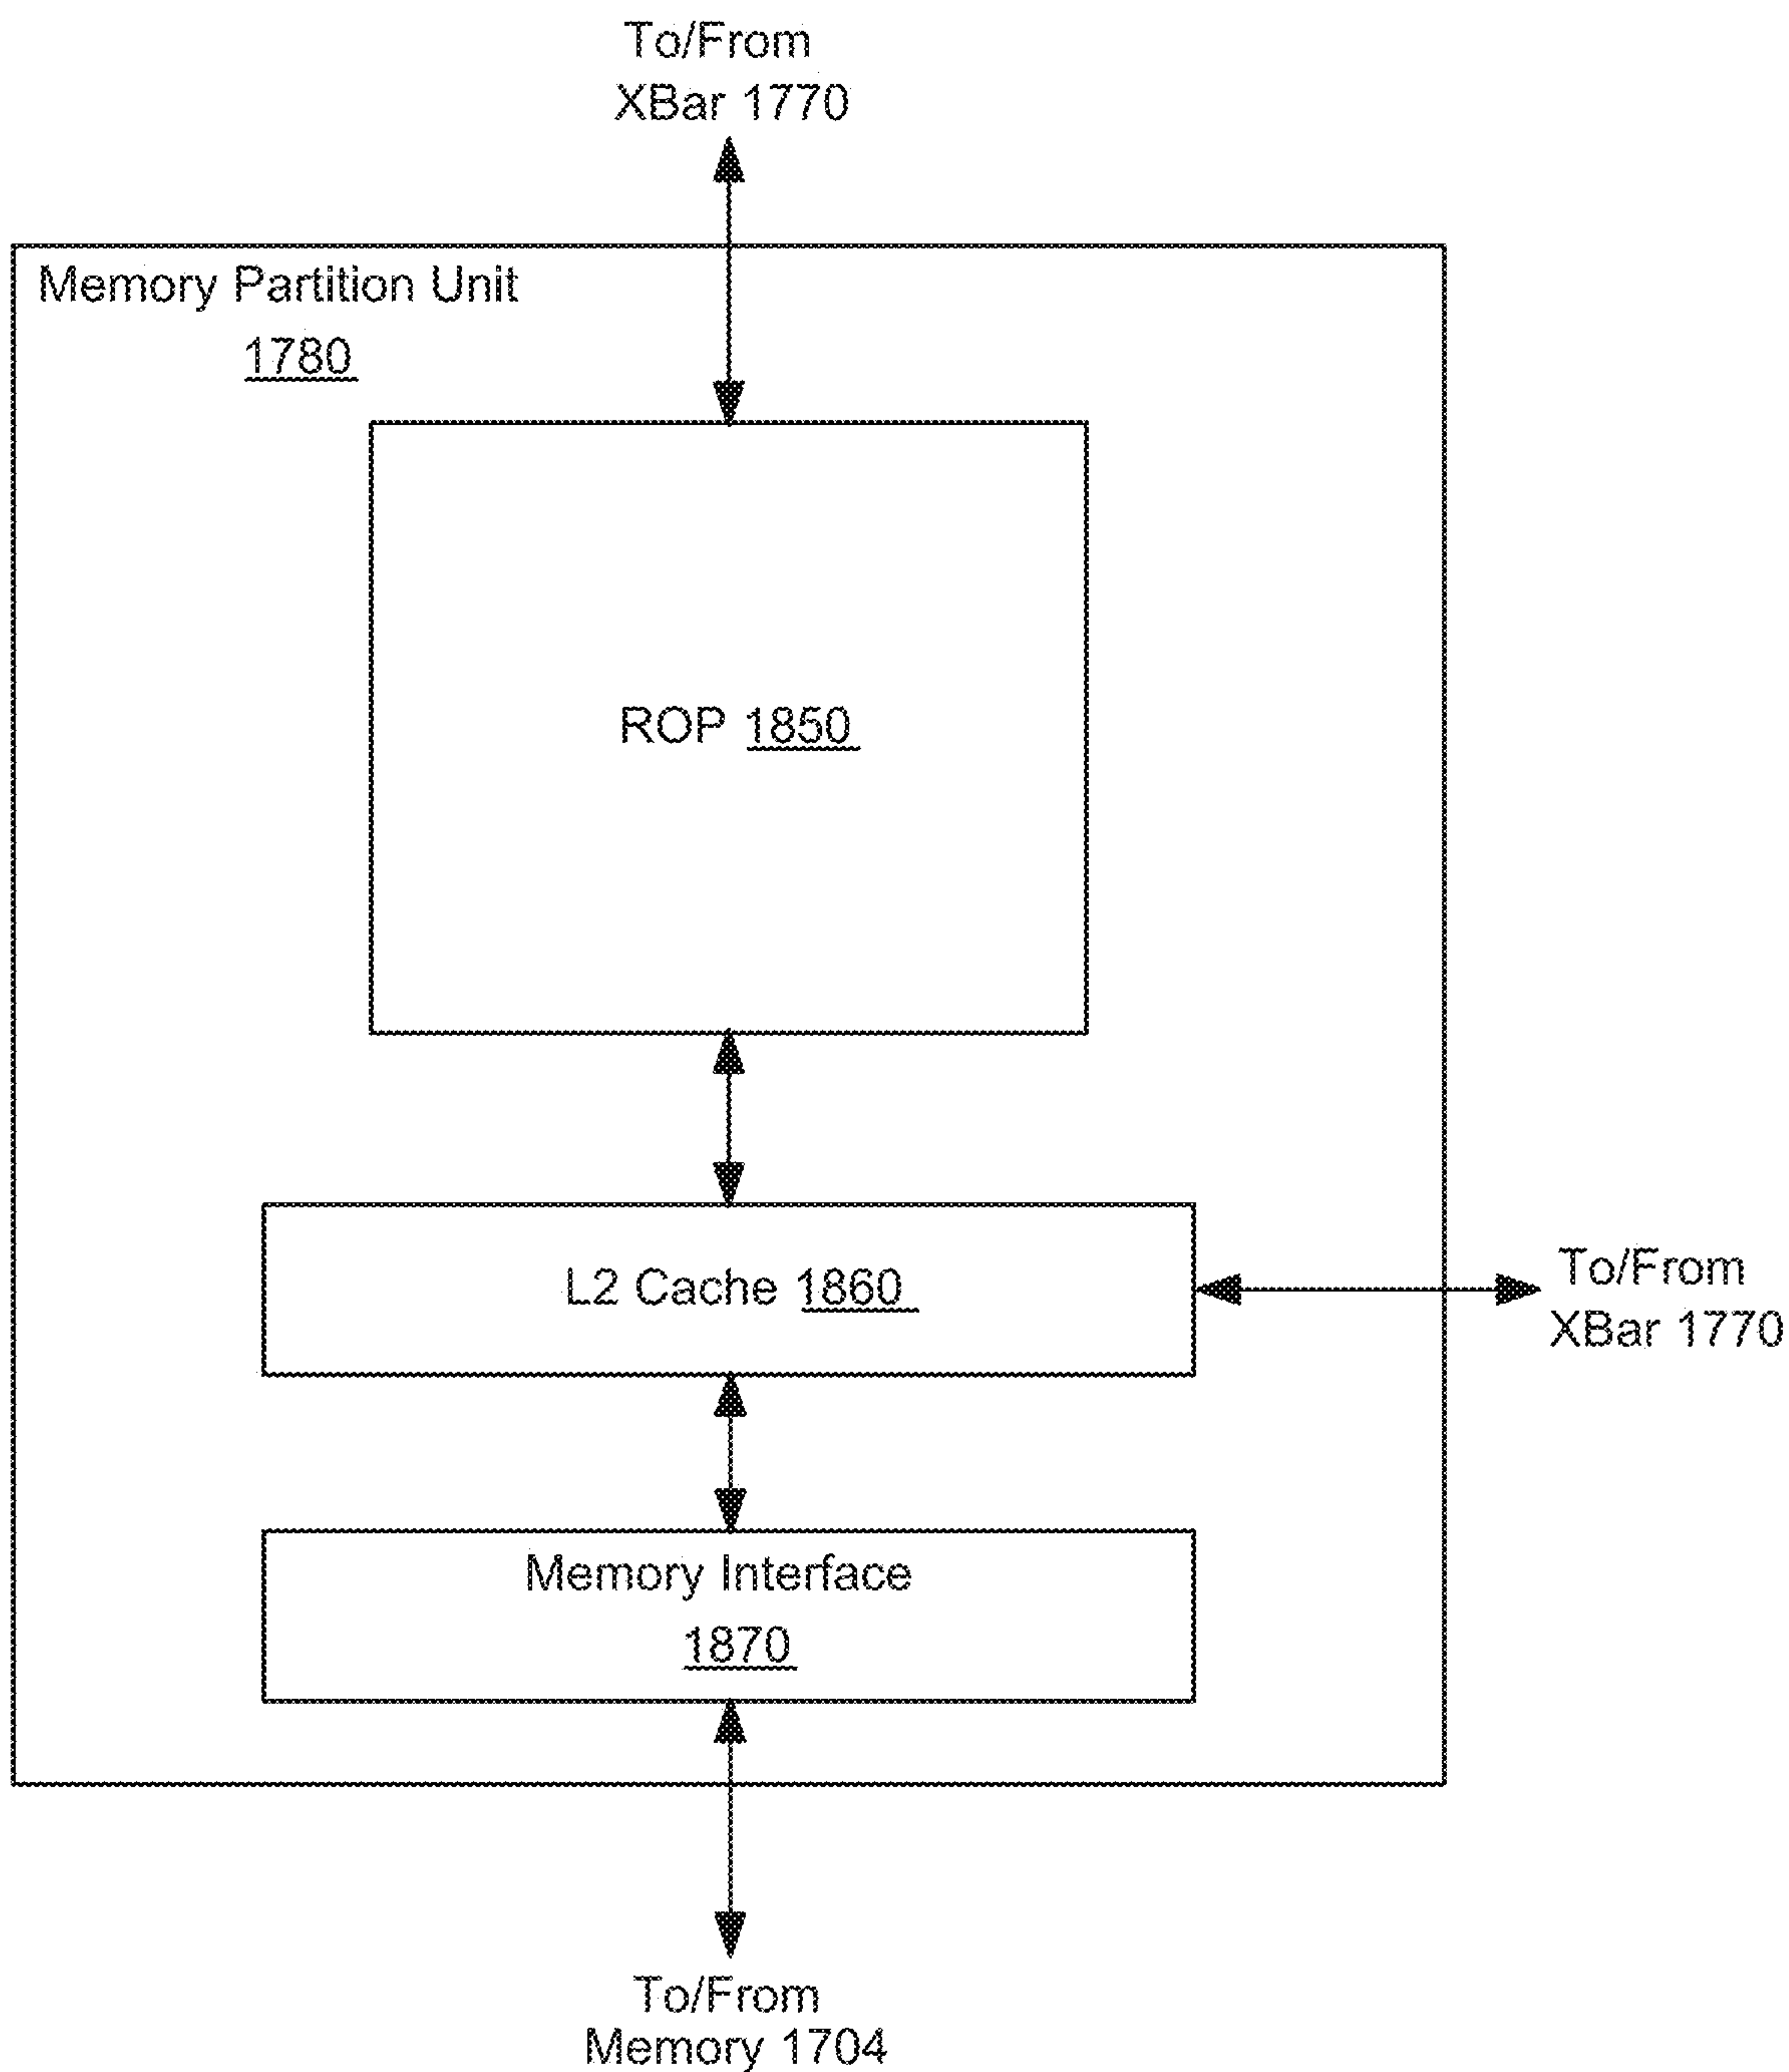 To/From
XBar 1770
Memory Partition Unit
1780
ROP 1850
L2 Cache 1860
To/From
XBar 1770
Memory Interface
1870
To/From
Memory 1704